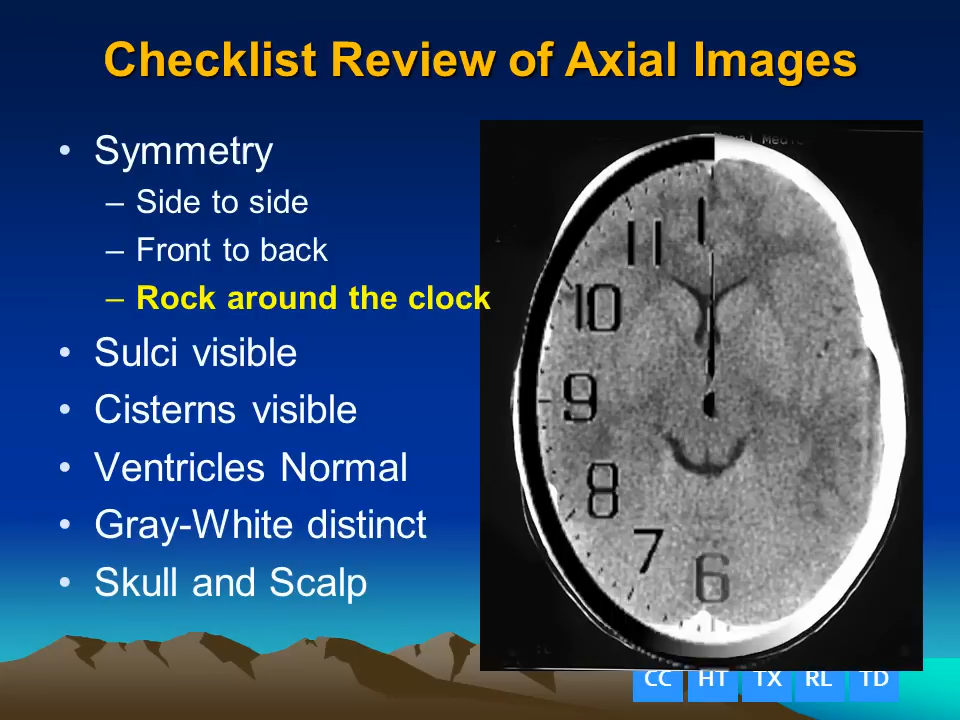 Checklist Review of Axial Images
• Symmetry
– Side to side
– Front to back
– Rock around the clock
• Sulci visible
• Cisterns visible
• Ventricles Normal
• Gray-White distinct
• Skull and Scalp
11
10
9
8
7
6
CC HT TX RL TD